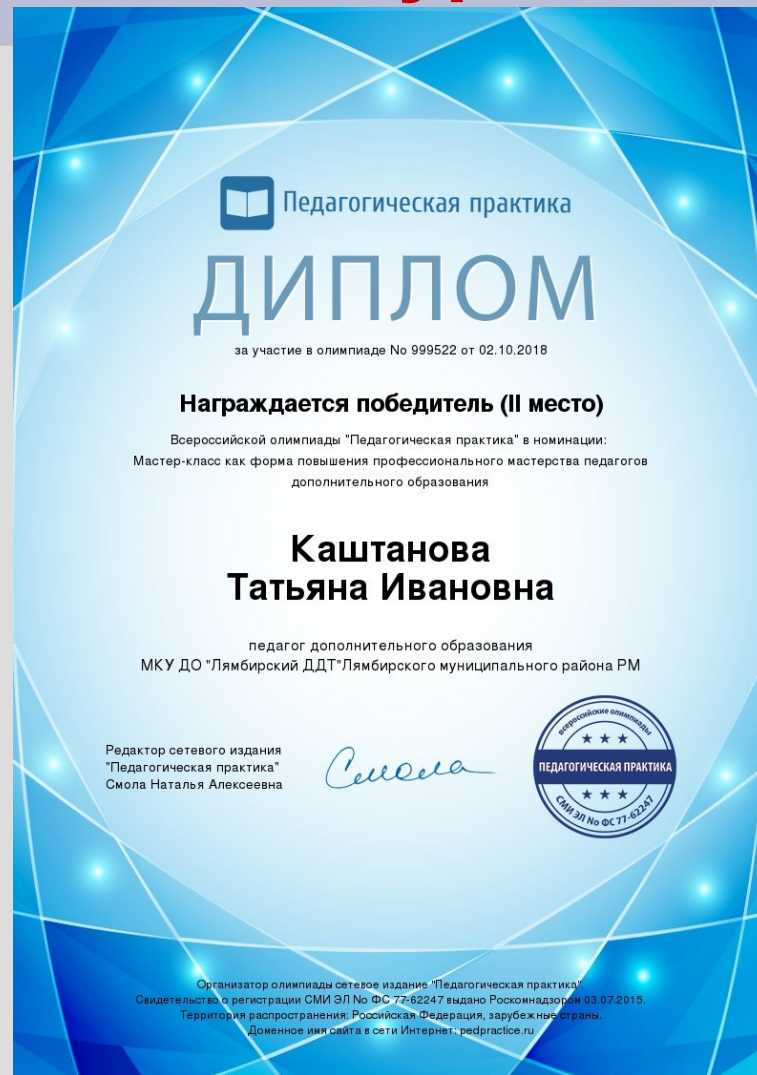 Педагогическая практика
ДИПЛОМ
за участие в олимпиаде No 999522 от 02.10.2018
Награждается победитель (II место)
Всероссийской олимпиады "Педагогическая практика" в номинации:
Мастер-класс как форма повышения профессионального мастерства педагогов
дополнительного образования
Каштанова
Татьяна Ивановна
педагог дополнительного образования
МКУ ДО "Лямбирский ДДТ"Лямбирского муниципального района РМ
Редактор сетевого издания
"Педагогическая практика"
Смола Наталья Алексеевна
Смола
всероссийские олимпиады
ПЕДАГОГИЧЕСКАЯ ПРАКТИКА
СМИ ЭЛ No ФС 77-62247
Организатор олимпиады сетевое издание "Педагогическая практика".
Свидетельство о регистрации СМИ ЭЛ No ФС 77-62247 выдано Роскомнадзором 03.07.2015.
Территория распространения: Российская Федерация, зарубежные страны.
Доменное имя сайта в сети Интернет: pedpractice.ru